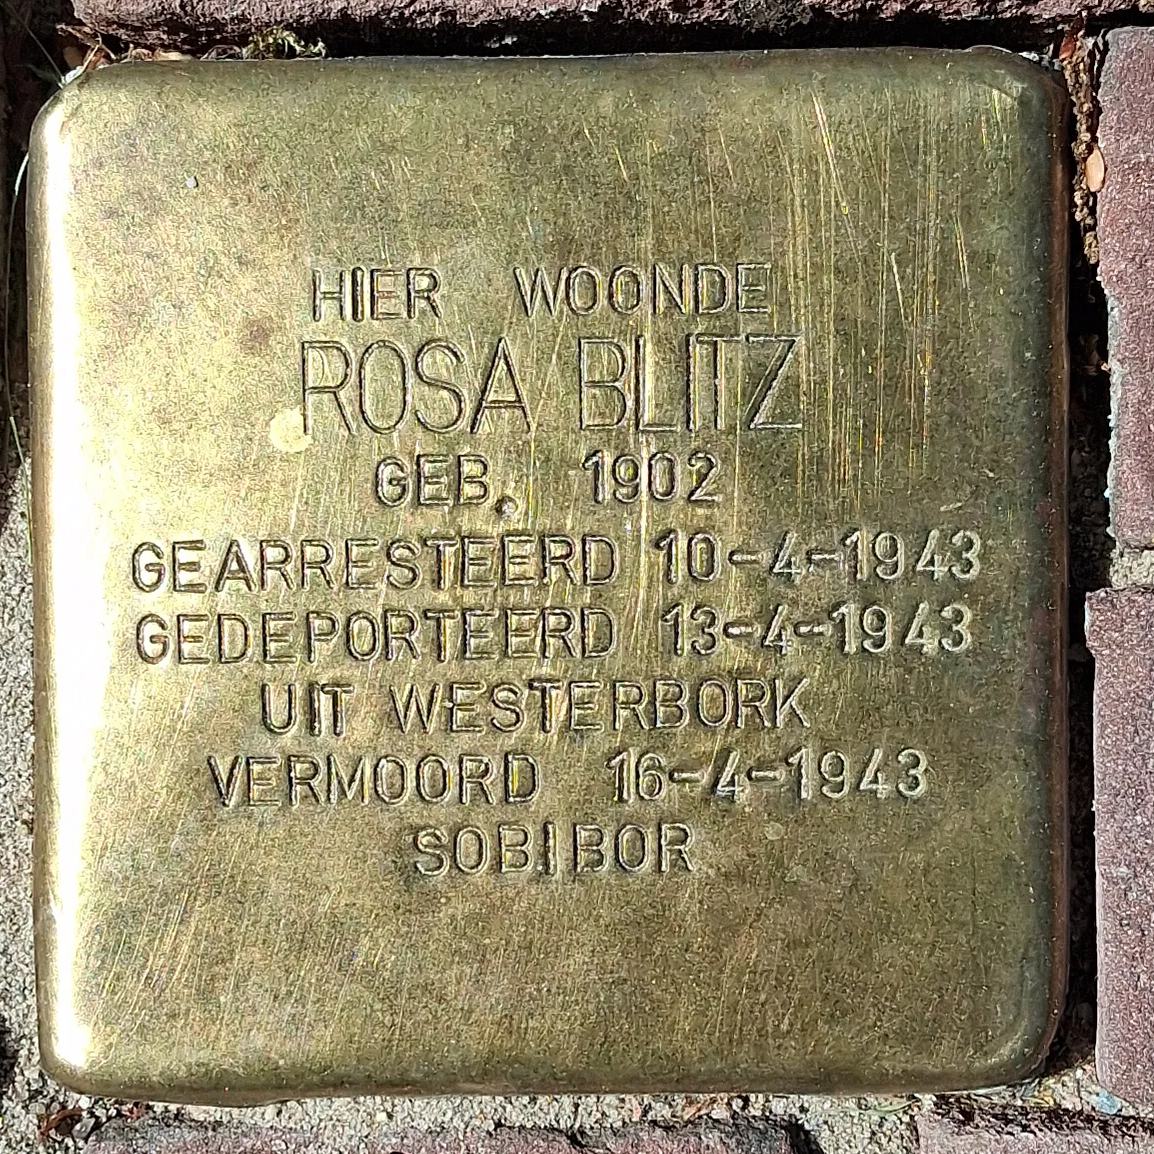 HIER WOONDE
ROSA BLITZ
GEB. 1902
GEARRESTEERD 10-4-1943
GEDEPORTEERD 13-4-1943
UIT WESTERBORK
VERMOORD 16-4-1943
SOBIBOR